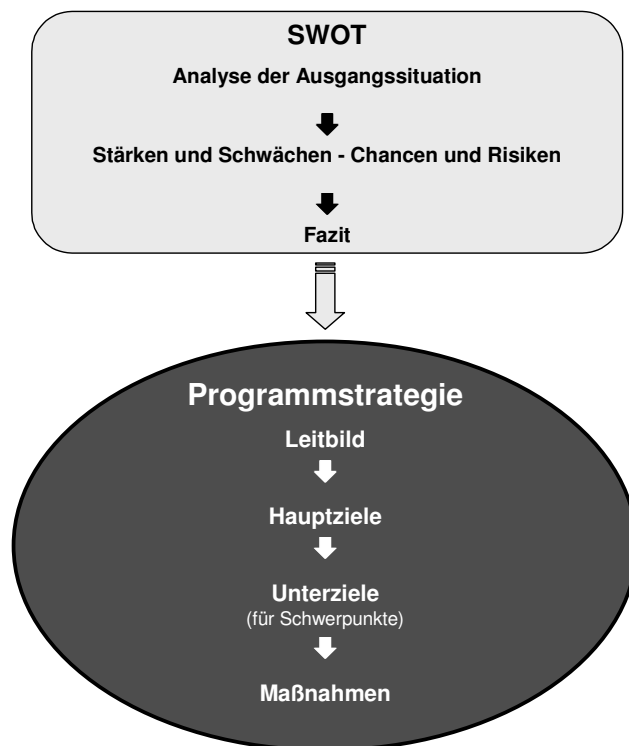 SWOT
Analyse der Ausgangssituation
Stärken und Schwächen - Chancen und Risiken
Fazit
Programmstrategie
Leitbild
Hauptziele
Unterziele
(für Schwerpunkte)
Maßnahmen